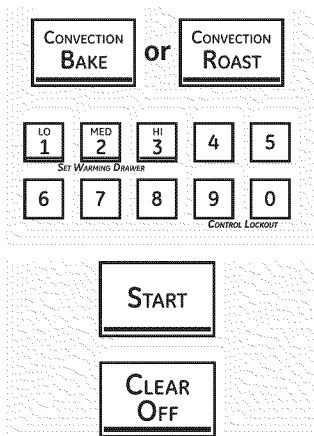 CONVECTION
BAKE
or
CONVECTION
ROAST
LO MED HI
1 2 3 4 5
SET WARMING DRAWER
6 7 8 9 0
CONTROL LOCKOUT
START
CLEAR
OFF